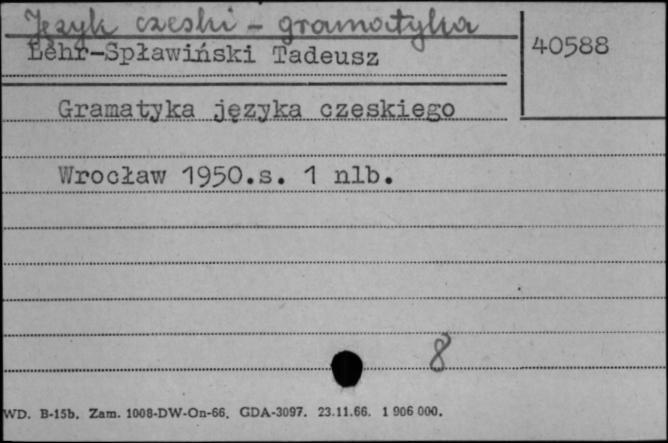 Język czeski - gramatyka
Lehr-Spławiński Tadeusz
40588
Gramatyka języka czeskiego
Wrocław 1950.s. 1 nlb.
8
WD. B-15b. Zam. 1008-DW-On-66. GDA-3097. 23.11.66. 1 906 000.